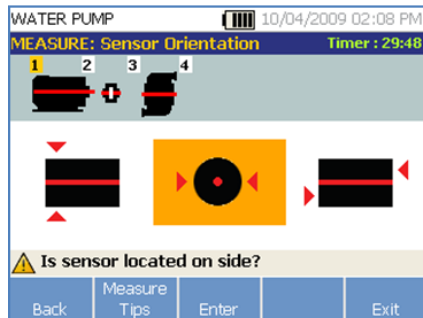 WATER PUMP 10/04/2009 02:08 PM
MEASURE: Sensor Orientation Timer : 29:48
1 2 3 4
Is sensor located on side?
Back Measure Tips Enter Exit